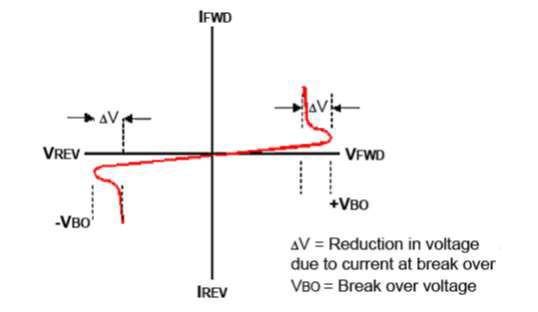 IFWD
ΔV
ΔV
VREV
VFWD
+VBO
-VBO
ΔV = Reduction in voltage
due to current at break over
VBO = Break over voltage
IREV